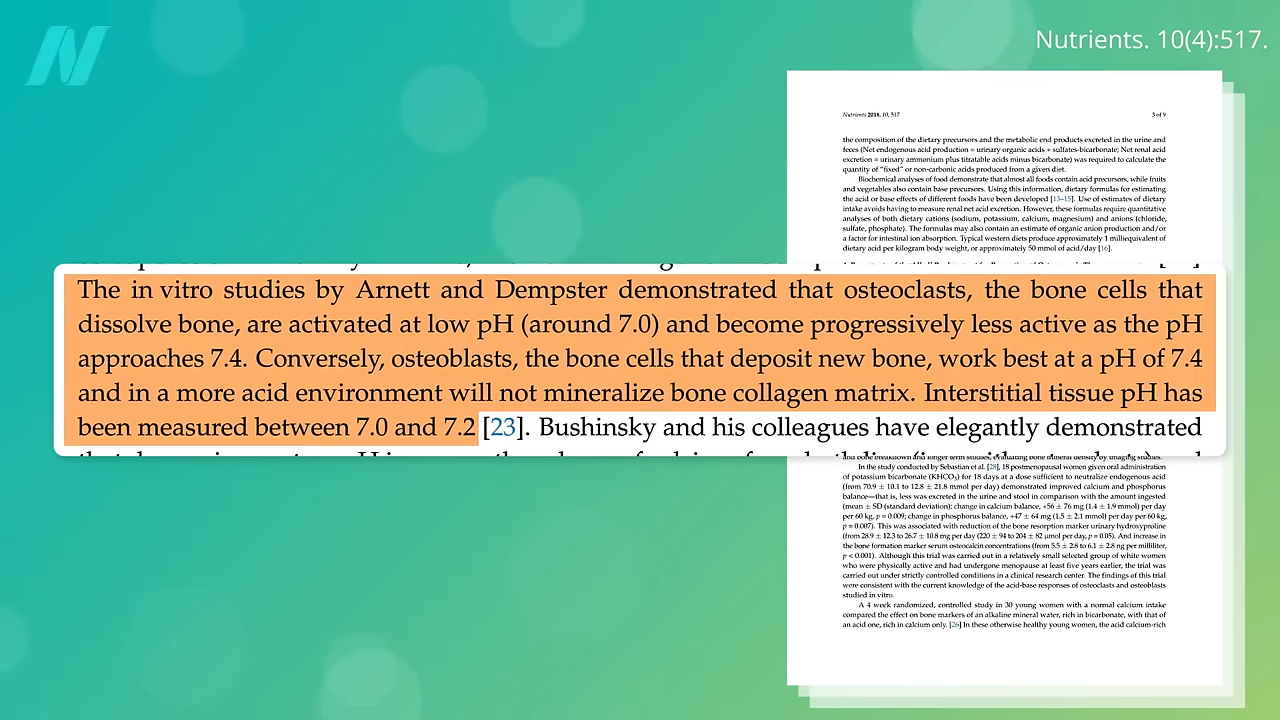 Nutrients. 10(4):517.
Nutrients 2018, 10, 517
3 of 9
the composition of the dietary precursors and the metabolic end products excreted in the urine and
feces (Net endogenous acid production = urinary organic acids + sulfates-bicarbonate; Net renal acid
excretion = urinary ammonium plus titratable acids minus bicarbonate) was required to calculate the
quantity of "fixed" or non-carbonic acids produced from a given diet.
Biochemical analyses of food demonstrate that almost all foods contain acid precursors, while fruits
and vegetables also contain base precursors. Using this information, dietary formulas for estimating
the acid or base effects of different foods have been developed [13–15]. Use of estimates of dietary
intake avoids having to measure renal net acid excretion. However, these formulas require quantitative
analyses of both dietary cations (sodium, potassium, calcium, magnesium) and anions (chloride,
sulfate, phosphate). The formulas may also contain an estimate of organic anion production and/or
a factor for intestinal ion absorption. Typical western diets produce approximately 1 milliequivalent of
dietary acid per kilogram body weight, or approximately 50 mmol of acid/day [16].
The in vitro studies by Arnett and Dempster demonstrated that osteoclasts, the bone cells that
dissolve bone, are activated at low pH (around 7.0) and become progressively less active as the pH
approaches 7.4. Conversely, osteoblasts, the bone cells that deposit new bone, work best at a pH of 7.4
and in a more acid environment will not mineralize bone collagen matrix. Interstitial tissue pH has
been measured between 7.0 and 7.2 [23]. Bushinsky and his colleagues have elegantly demonstrated
and bone breakdown and longer term studies, evaluating bone mineral density by imaging studies.
In the study conducted by Sebastian et al. [28], 18 postmenopausal women given oral administration
of potassium bicarbonate (KHCO3) for 18 days at a dose sufficient to neutralize endogenous acid
(from 70.9 ± 10.1 to 12.8 ± 21.8 mmol per day) demonstrated improved calcium and phosphorus
balance—that is, less was excreted in the urine and stool in comparison with the amount ingested
(mean ± SD (standard deviation); change in calcium balance, +56 ± 76 mg (1.4 ± 1.9 mmol) per day
per 60 kg, p = 0.009; change in phosphorus balance, +47 ± 64 mg (1.5 ± 2.1 mmol) per day per 60 kg,
p = 0.007). This was associated with reduction of the bone resorption marker urinary hydroxyproline
(from 28.9 ± 12.3 to 26.7 ± 10.8 mg per day (220 ± 94 to 204 ± 82 µmol per day, p = 0.05). And increase in
the bone formation marker serum osteocalcin concentrations (from 5.5 ± 2.8 to 6.1 ± 2.8 ng per milliliter,
p < 0.001). Although this trial was carried out in a relatively small selected group of white women
who were physically active and had undergone menopause at least five years earlier, the trial was
carried out under strictly controlled conditions in a clinical research center. The findings of this trial
were consistent with the current knowledge of the acid-base responses of osteoclasts and osteoblasts
studied in vitro.
A 4 week randomized, controlled study in 30 young women with a normal calcium intake
compared the effect on bone markers of an alkaline mineral water, rich in bicarbonate, with that of
an acid one, rich in calcium only. [26] In these otherwise healthy young women, the acid calcium-rich